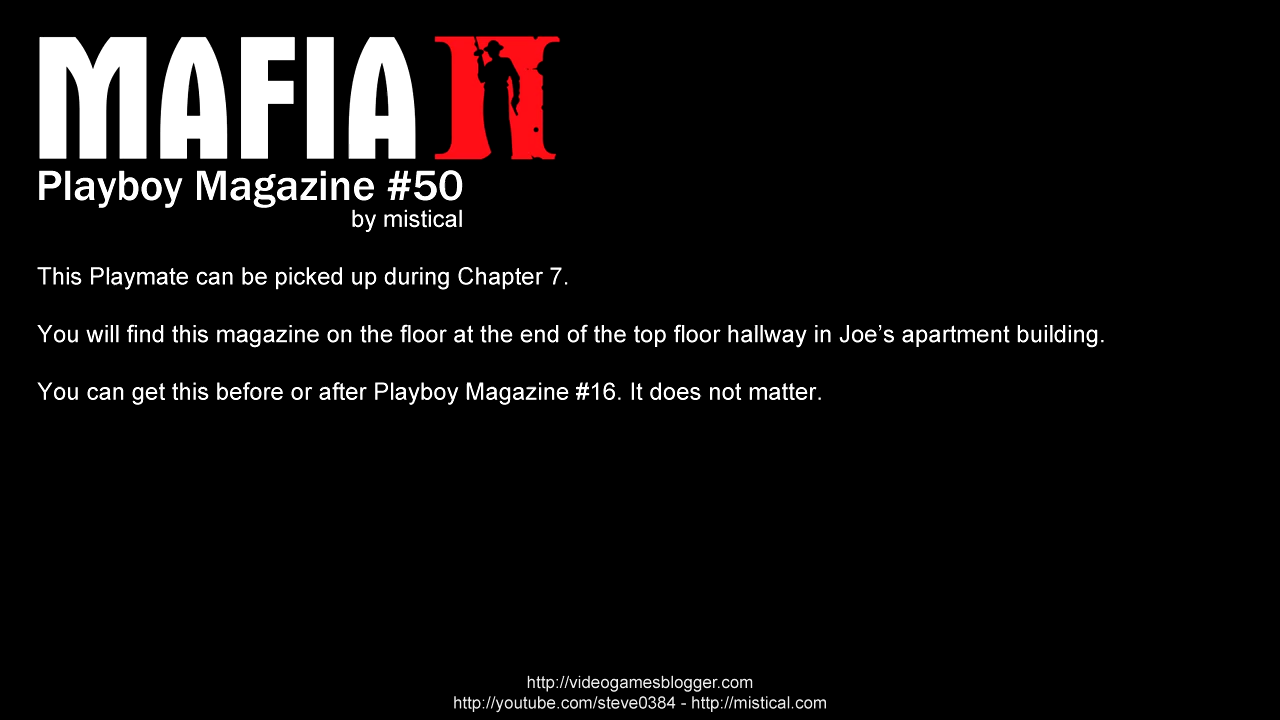 MAFIA II
Playboy Magazine #50
by mistical
This Playmate can be picked up during Chapter 7.
You will find this magazine on the floor at the end of the top floor hallway in Joe’s apartment building.
You can get this before or after Playboy Magazine #16. It does not matter.
http://videogamesblogger.com
http://youtube.com/steve0384 - http://mistical.com